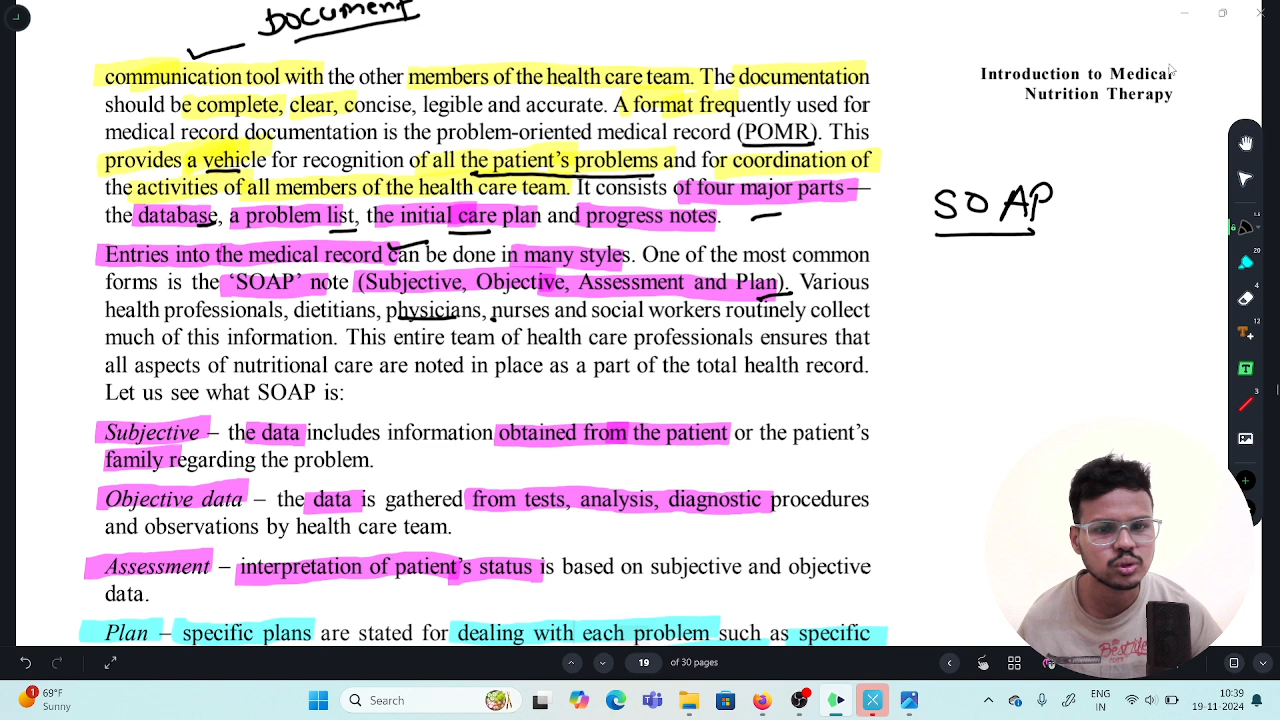 Document
communication tool with the other members of the health care team. The documentation
should be complete, clear, concise, legible and accurate. A format frequently used for
medical record documentation is the problem-oriented medical record (POMR). This
provides a vehicle for recognition of all the patient’s problems and for coordination of
the activities of all members of the health care team. It consists of four major parts—
the database, a problem list, the initial care plan and progress notes.
Introduction to Medical
Nutrition Therapy
SOAP
Entries into the medical record can be done in many styles. One of the most common
forms is the ‘SOAP’ note (Subjective, Objective, Assessment and Plan). Various
health professionals, dietitians, physicians, nurses and social workers routinely collect
much of this information. This entire team of health care professionals ensures that
all aspects of nutritional care are noted in place as a part of the total health record.
Let us see what SOAP is:
Subjective – the data includes information obtained from the patient or the patient’s
family regarding the problem.
Objective data – the data is gathered from tests, analysis, diagnostic procedures
and observations by health care team.
Assessment – interpretation of patient’s status is based on subjective and objective
data.
Plan – specific plans are stated for dealing with each problem such as specific
19 of 30 pages
69°F
Sunny
Search
ENG
IN
10:39
19-11-2024